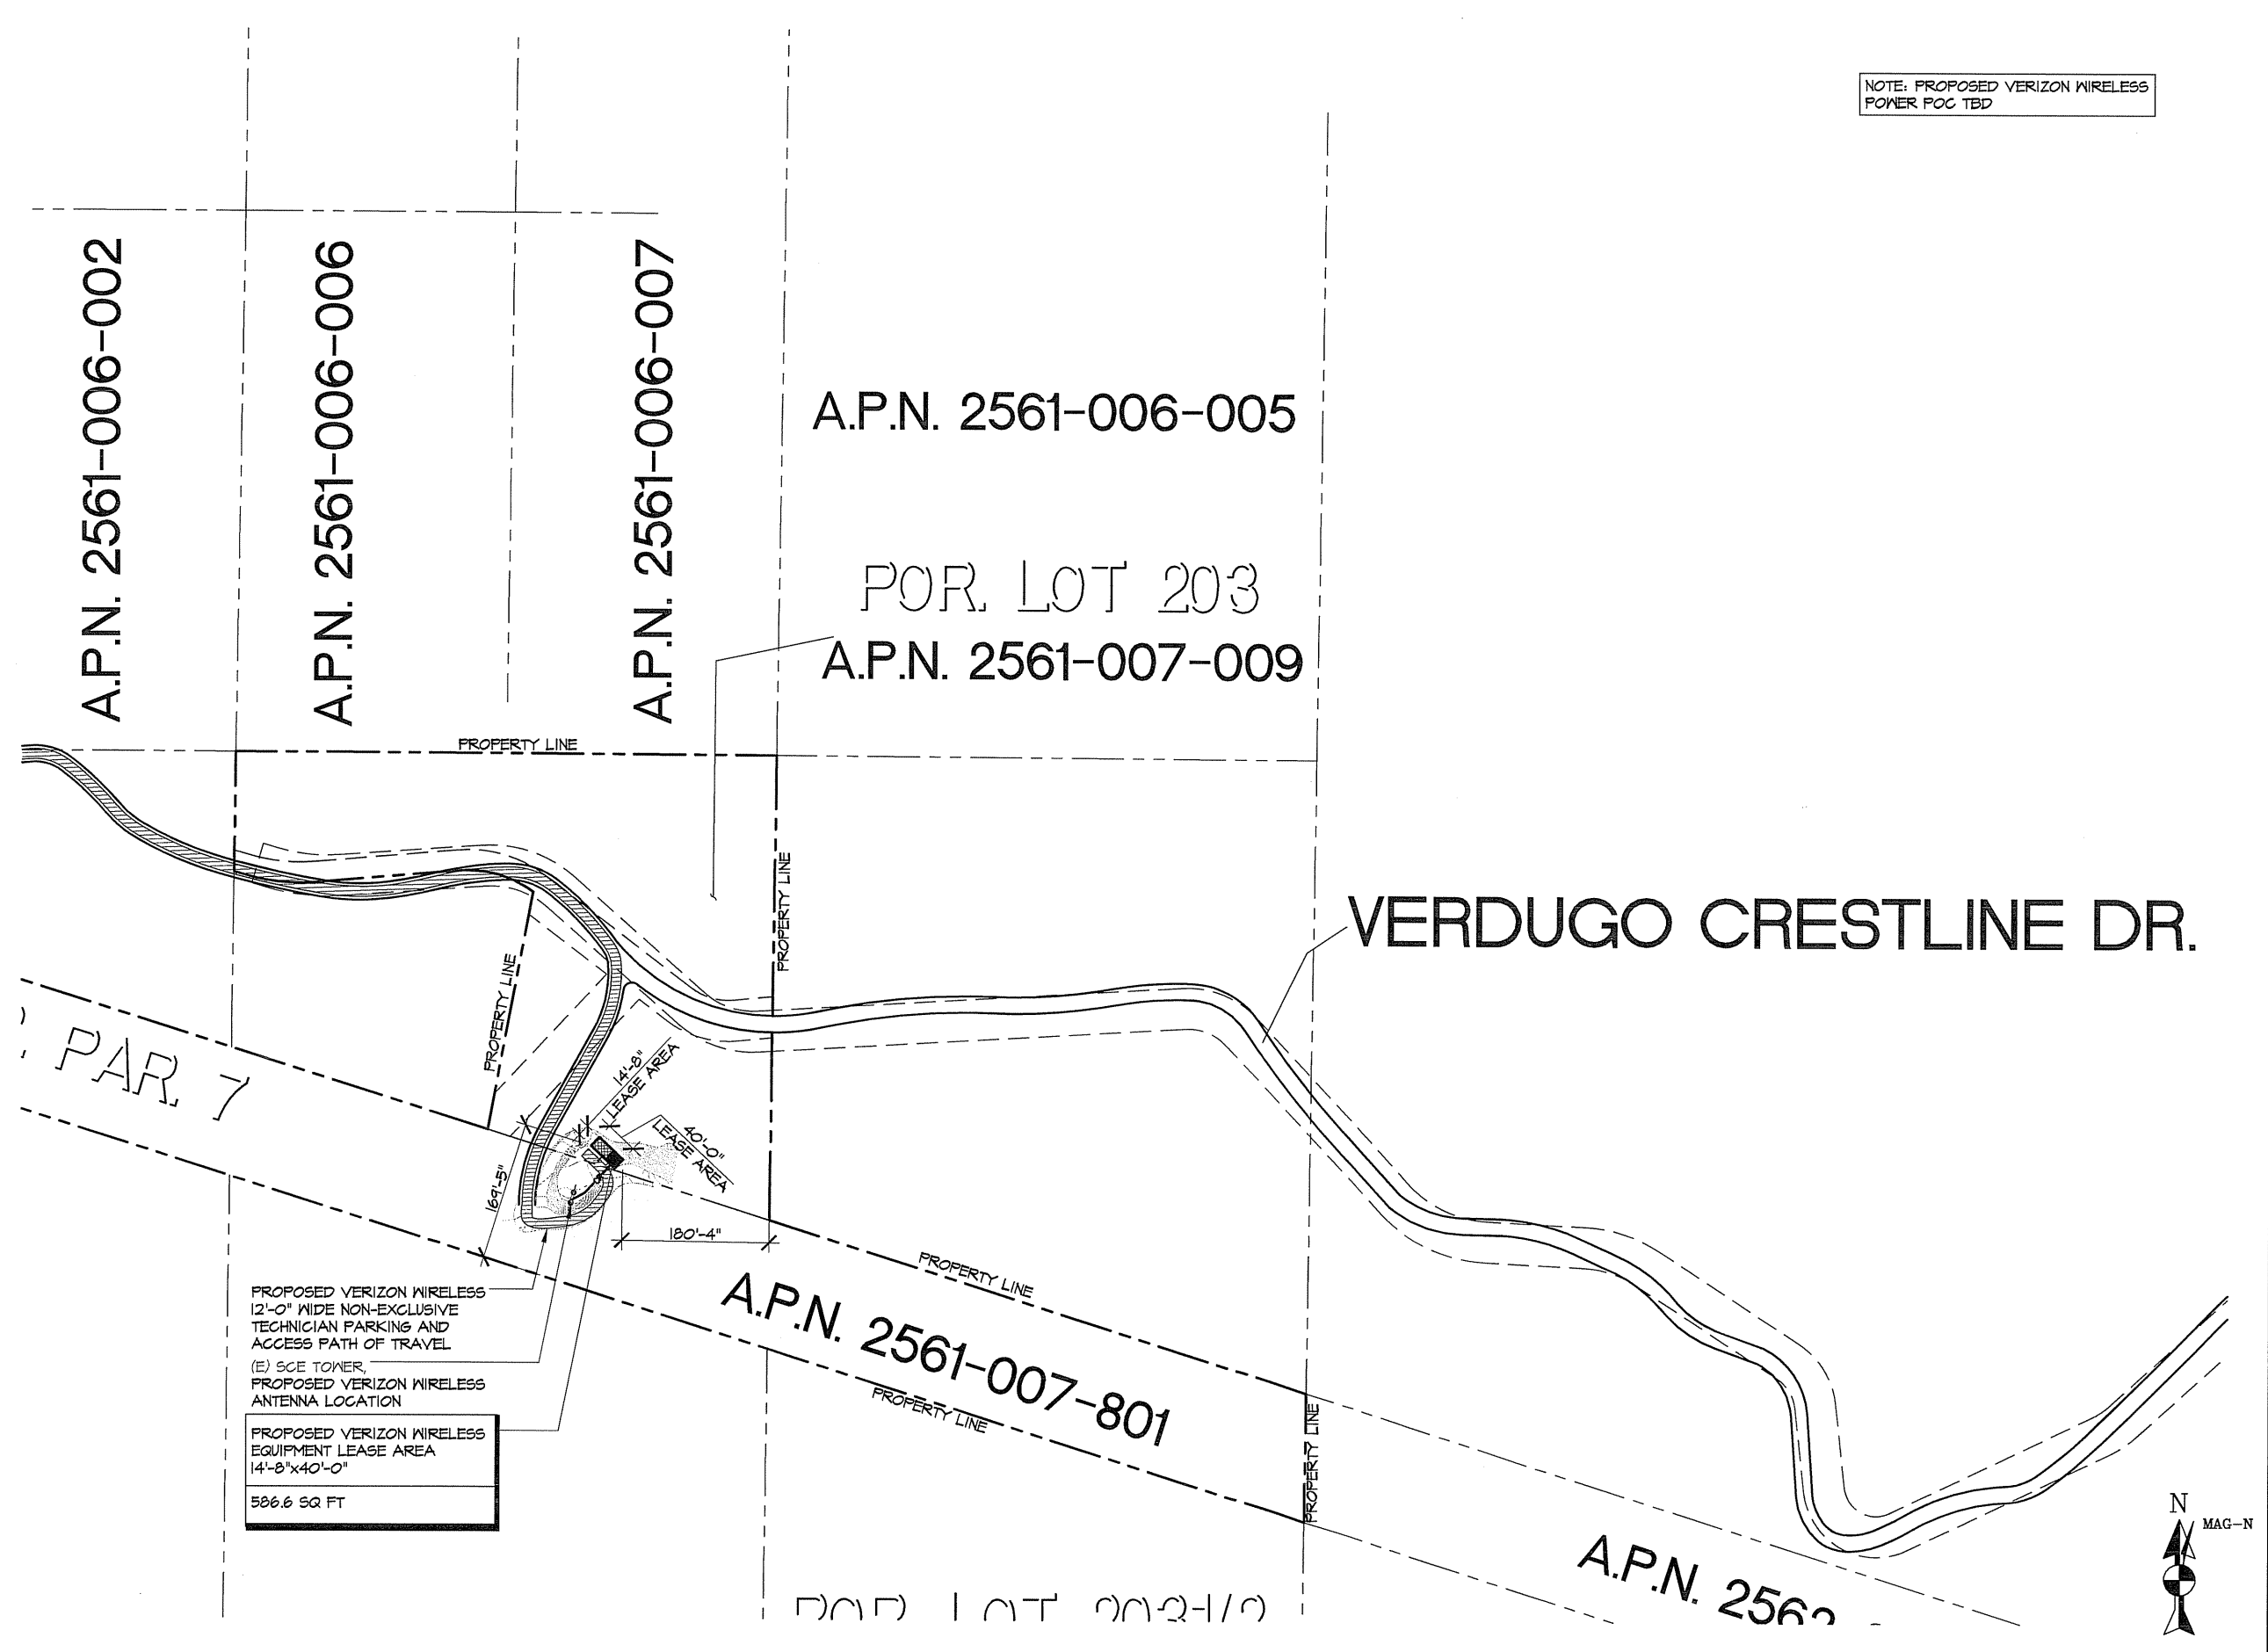 NOTE: PROPOSED VERIZON WIRELESS
POWER POC TBD
A.P.N. 2561-006-002
A.P.N. 2561-006-006
A.P.N. 2561-006-007
A.P.N. 2561-006-005
POR. LOT 203
A.P.N. 2561-007-009
PROPERTY LINE
PROPERTY LINE
PROPERTY LINE
VERDUGO CRESTLINE DR.
PAR. 7
14'-8"
LEASE AREA
40'-0"
LEASE AREA
169'-5"
180'-4"
PROPERTY LINE
A.P.N. 2561-007-801
PROPERTY LINE
PROPERTY LINE
PROPOSED VERIZON WIRELESS
12'-0" WIDE NON-EXCLUSIVE
TECHNICIAN PARKING AND
ACCESS PATH OF TRAVEL
(E) SCE TOWER,
PROPOSED VERIZON WIRELESS
ANTENNA LOCATION
PROPOSED VERIZON WIRELESS
EQUIPMENT LEASE AREA
14'-8"x40'-0"
586.6 SQ FT
N
MAG-N
A.P.N.
LOT